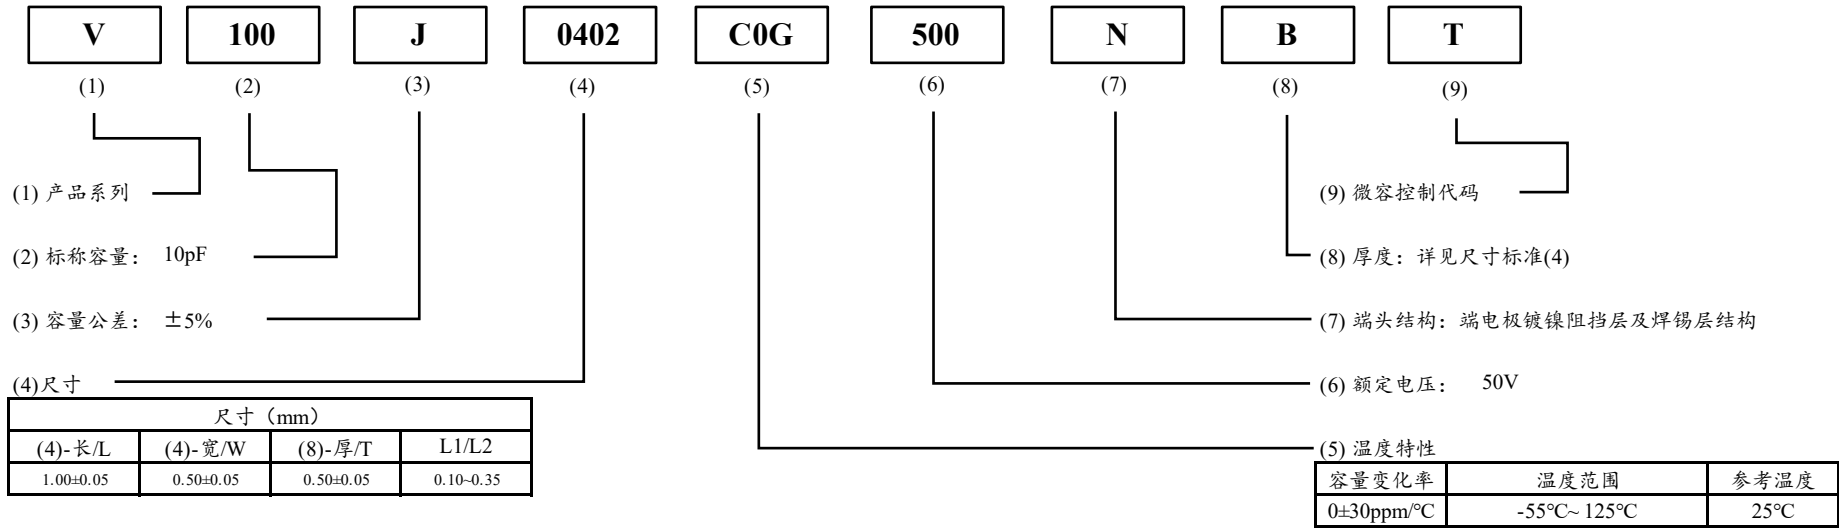 V 100 J 0402 C0G 500 N B T
(1) (2) (3) (4) (5) (6) (7) (8) (9)
(1) 产品系列
(9) 微容控制代码
(2) 标称容量： 10pF
(8) 厚度：详见尺寸标准(4)
(3) 容量公差： ±5%
(7) 端头结构：端电极镀镍阻挡层及焊锡层结构
(4)尺寸
(6) 额定电压： 50V
尺寸（mm）
(4)-长/L (4)-宽/W (8)-厚/T L1/L2
1.00±0.05 0.50±0.05 0.50±0.05 0.10~0.35
(5) 温度特性
容量变化率 温度范围 参考温度
0±30ppm/℃ -55℃~ 125℃ 25℃